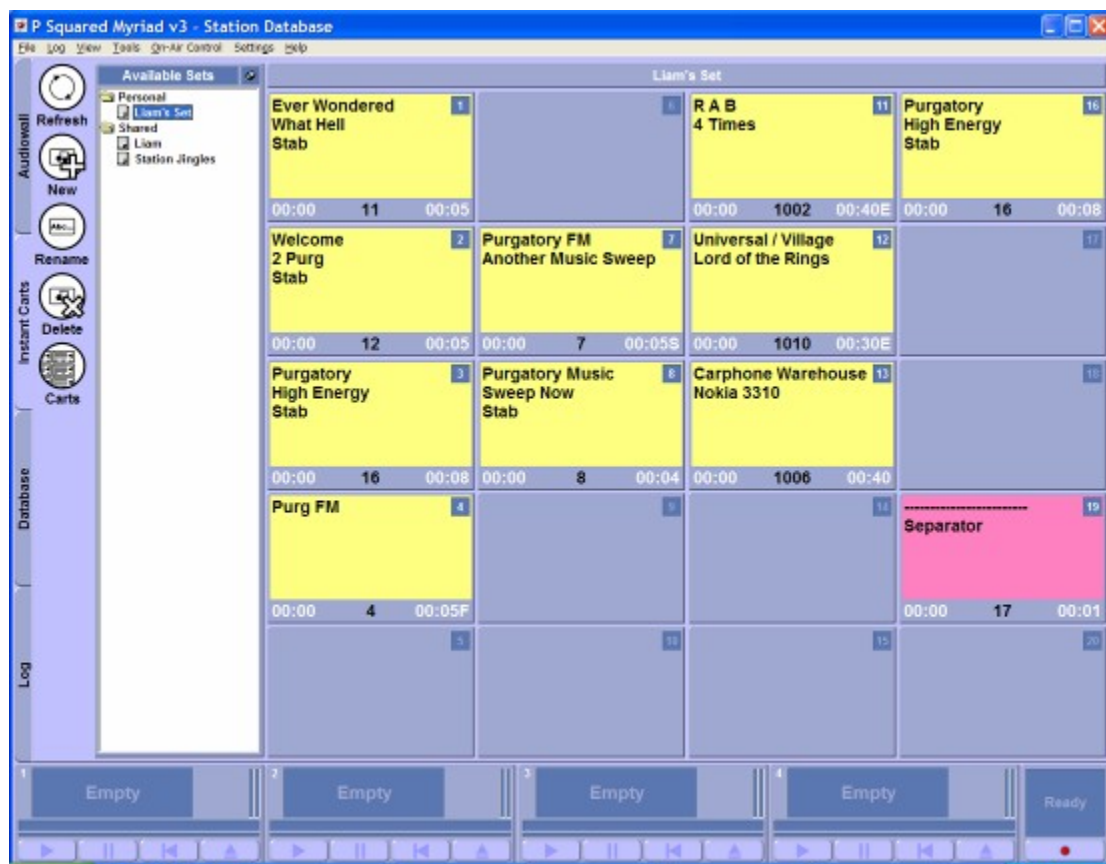 P Squared Myriad v3 - Station Database
File Log View Tools On-Air Control Settings Help
Audiowall
Instant Carts
Database
Log
Refresh
New
Abc...
Rename
Delete
Carts
Available Sets
Personal
Liam's Set
Shared
Liam
Station Jingles
Liam's Set
Ever Wondered 1
What Hell
Stab
00:00 11 00:05
6
R A B 11
4 Times
00:00 1002 00:40E
Purgatory 16
High Energy
Stab
00:00 16 00:08
Welcome 2
2 Purg
Stab
00:00 12 00:05
Purgatory FM 7
Another Music Sweep
00:00 7 00:05S
Universal / Village 12
Lord of the Rings
00:00 1010 00:30E
17
Purgatory 3
High Energy
Stab
00:00 16 00:08
Purgatory Music 8
Sweep Now
Stab
00:00 8 00:04
Carphone Warehouse 13
Nokia 3310
00:00 1006 00:40
18
Purg FM 4
00:00 4 00:05F
9
14
------------------------ 19
Separator
00:00 17 00:01
5
10
15
20
1 Empty
2 Empty
3 Empty
4 Empty
Ready